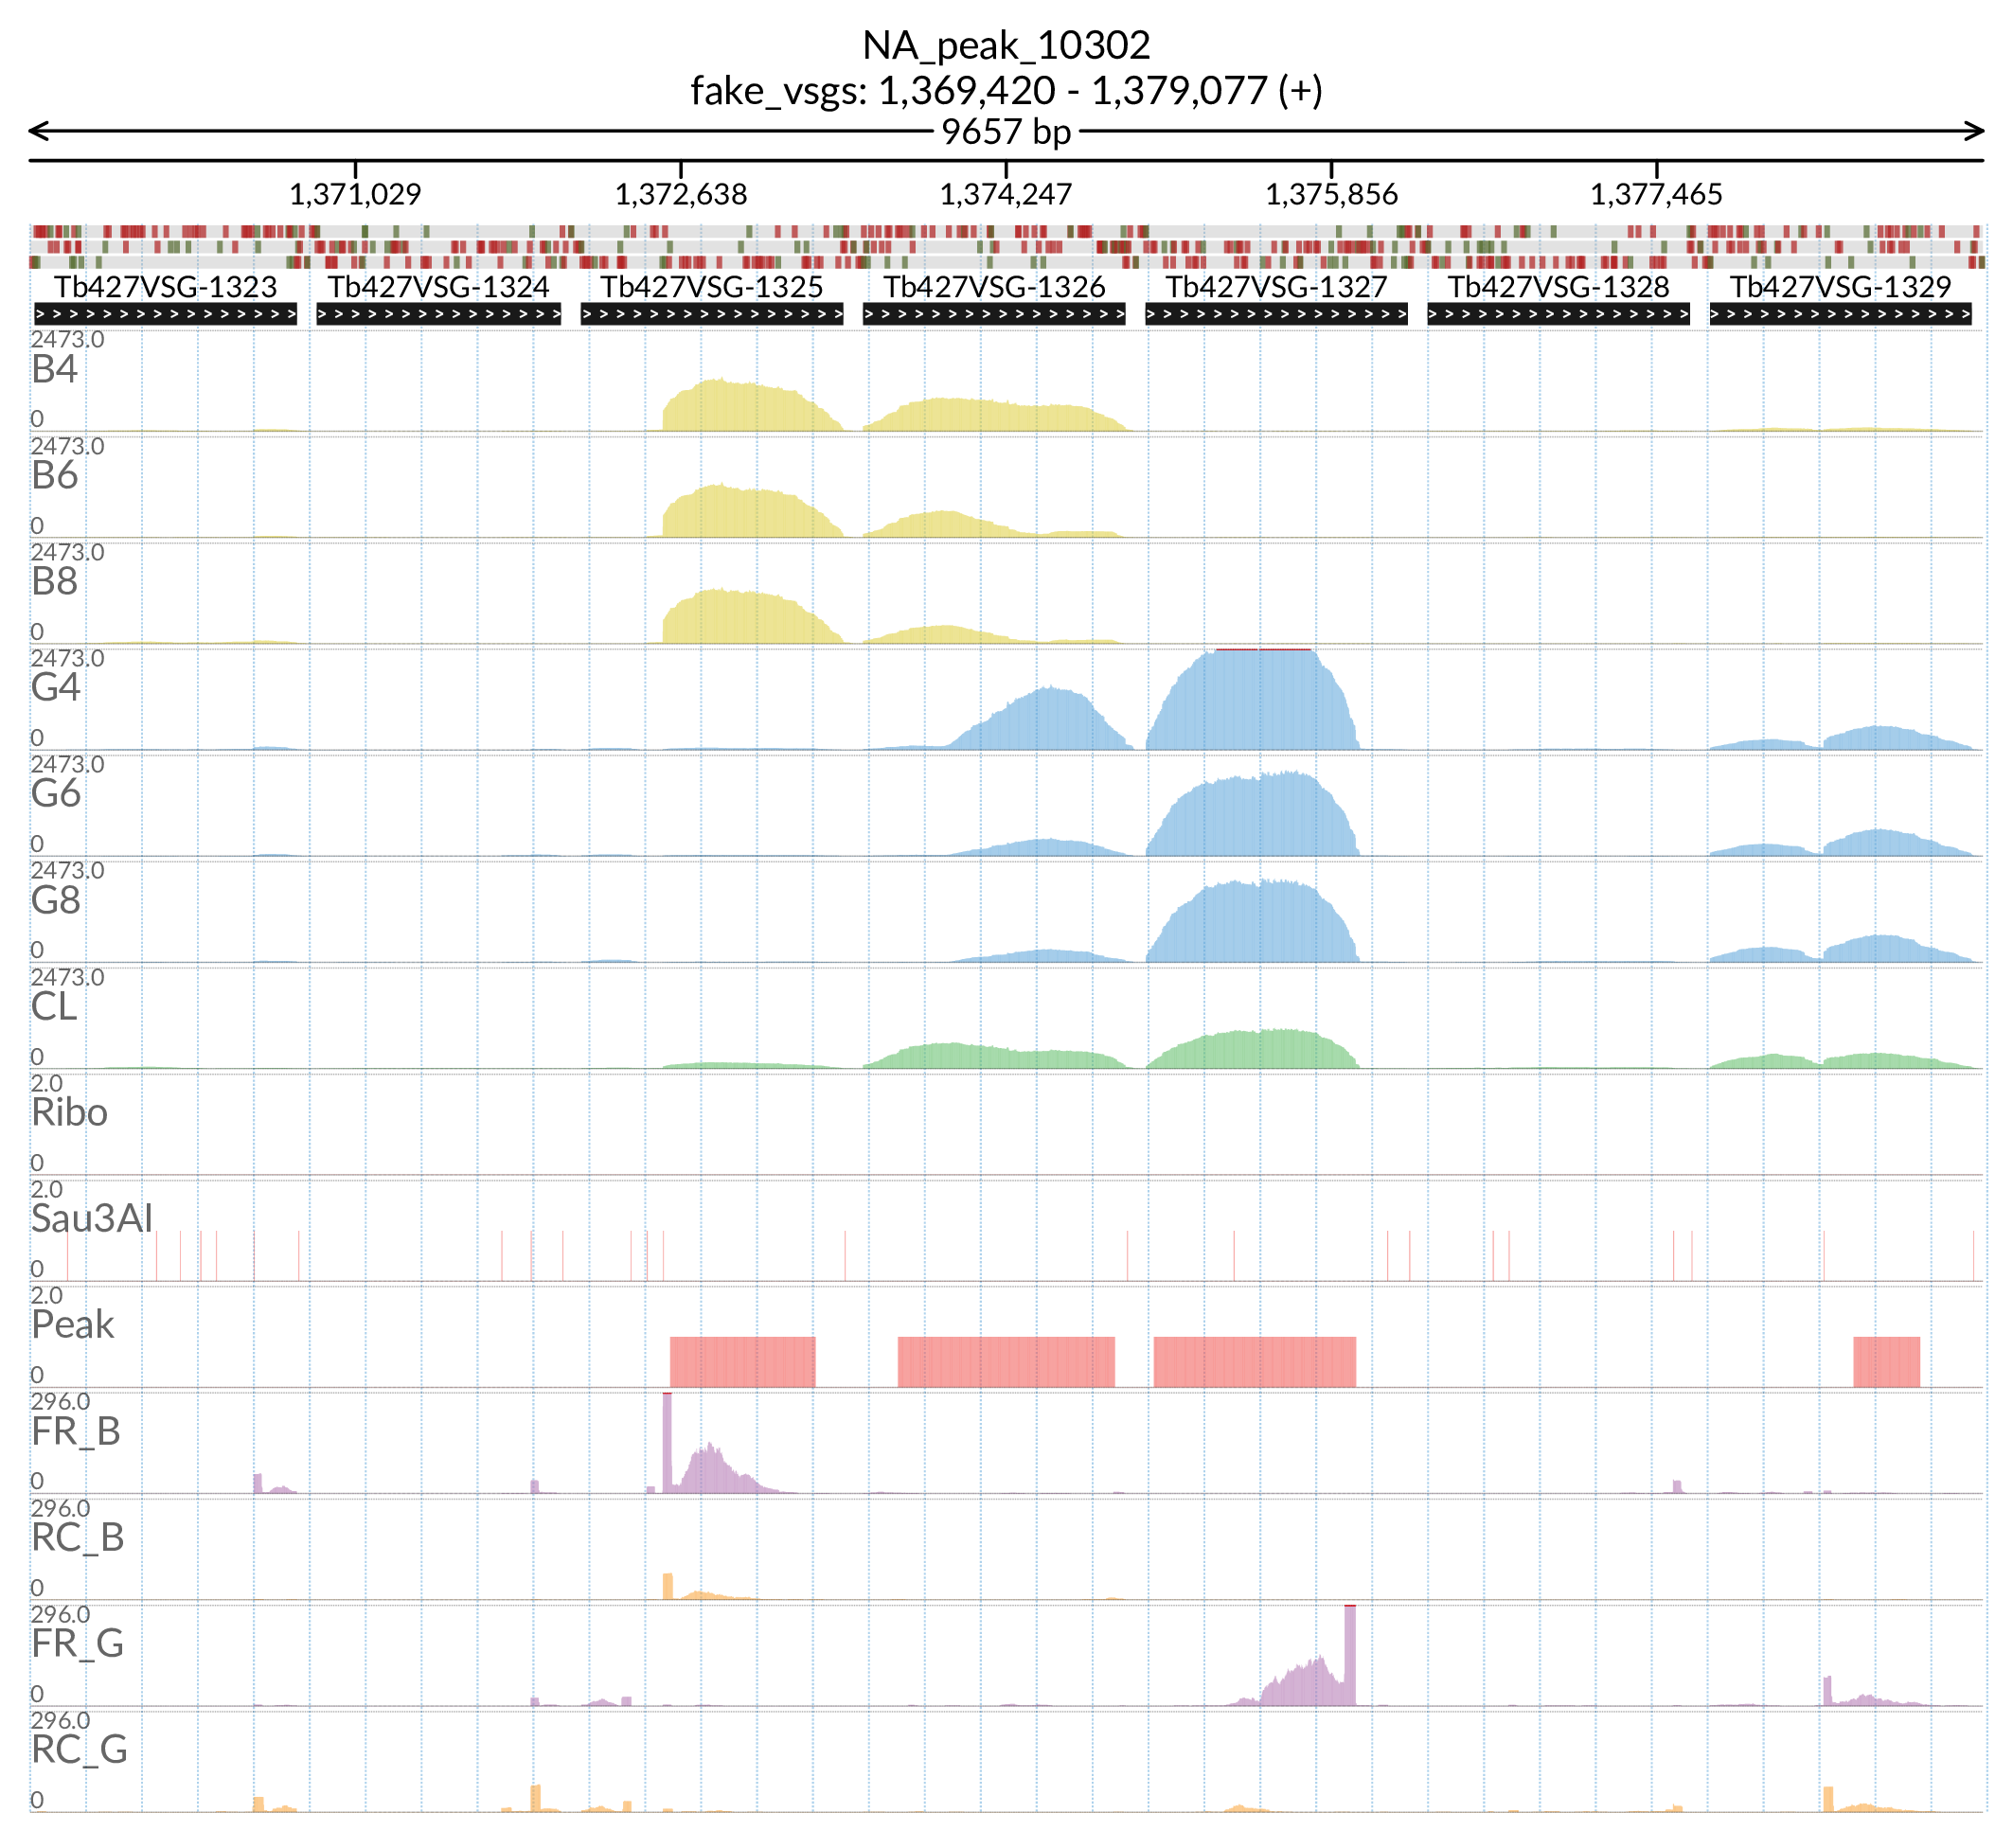 NA_peak_10302
fake_vsgs: 1,369,420 - 1,379,077 (+)
9657 bp
1,371,029 1,372,638 1,374,247 1,375,856 1,377,465
Tb427VSG-1323 Tb427VSG-1324 Tb427VSG-1325 Tb427VSG-1326 Tb427VSG-1327 Tb427VSG-1328 Tb427VSG-1329
2473.0
B4
0
2473.0
B6
0
2473.0
B8
0
2473.0
G4
0
2473.0
G6
0
2473.0
G8
0
2473.0
CL
0
2.0
Ribo
0
2.0
Sau3AI
0
2.0
Peak
0
296.0
FR_B
0
296.0
RC_B
0
296.0
FR_G
0
296.0
RC_G
0